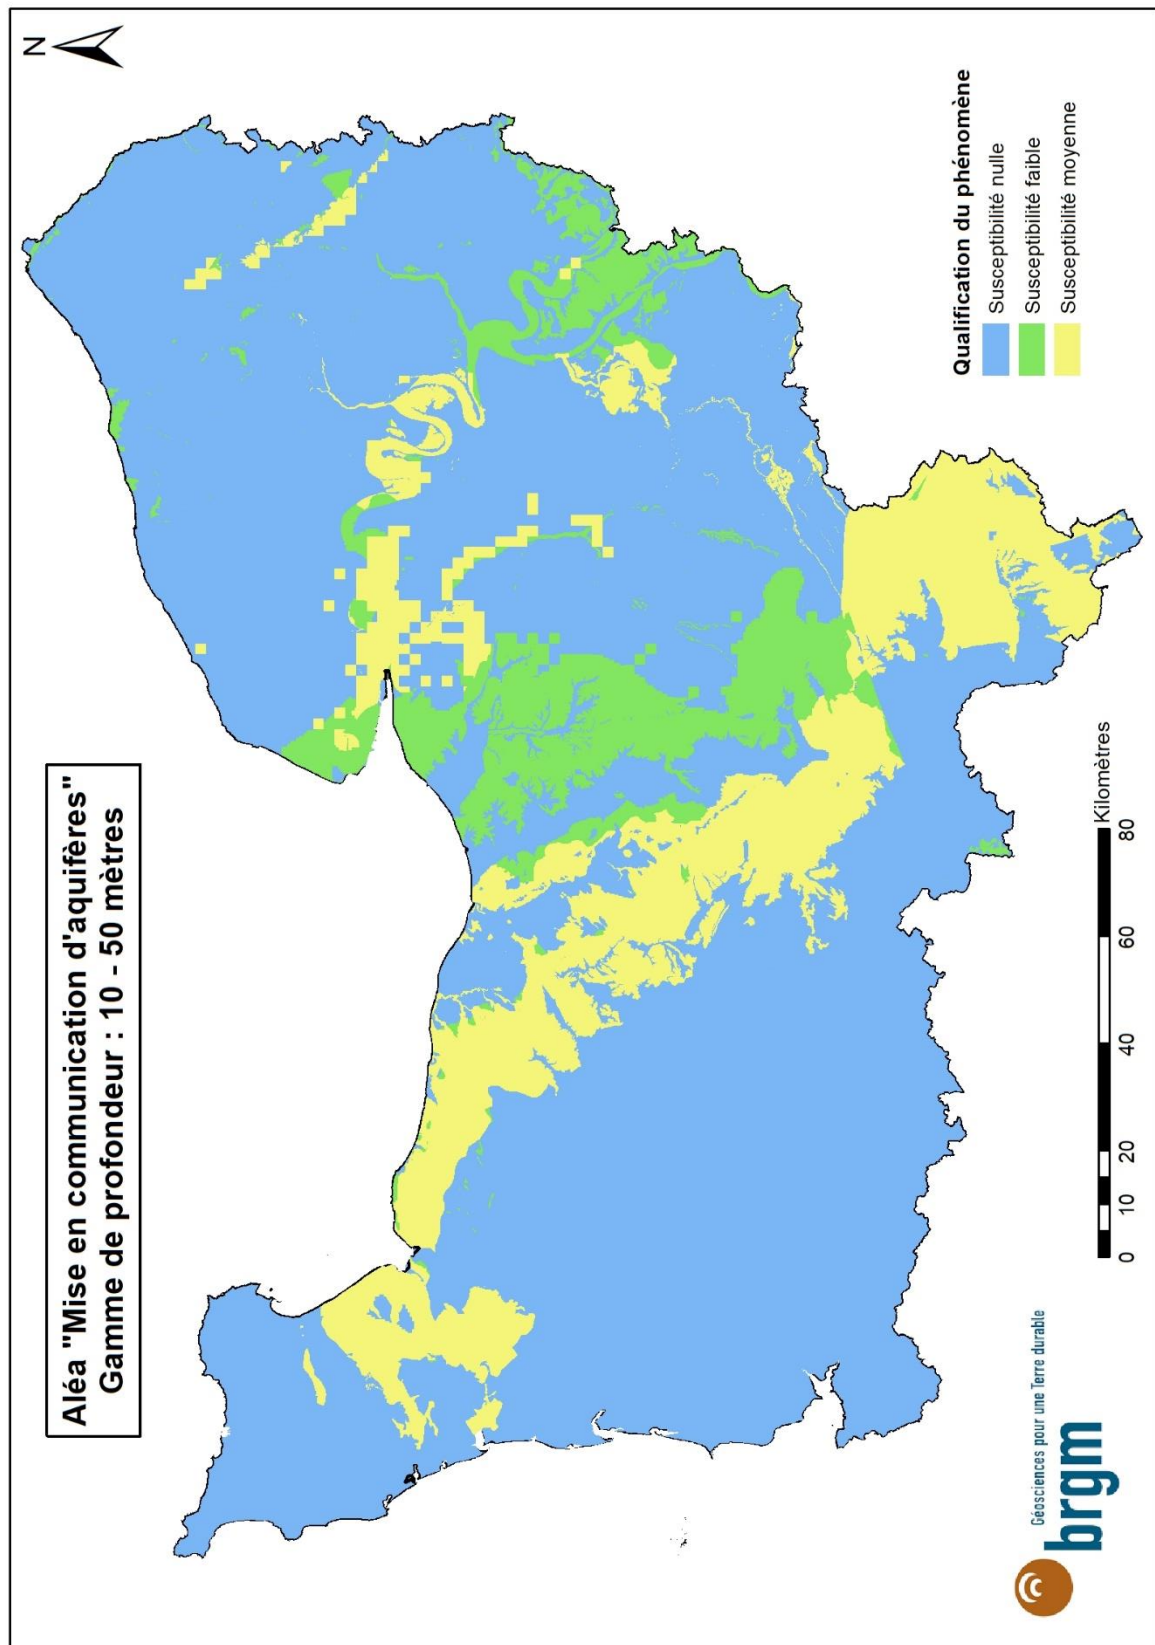 Aléa "Mise en communication d'aquifères"
Gamme de profondeur : 10 - 50 mètres
N
Qualification du phénomène
Susceptibilité nulle
Susceptibilité faible
Susceptibilité moyenne
Géosciences pour une Terre durable
brgm
0 10 20 40 60 80
Kilomètres